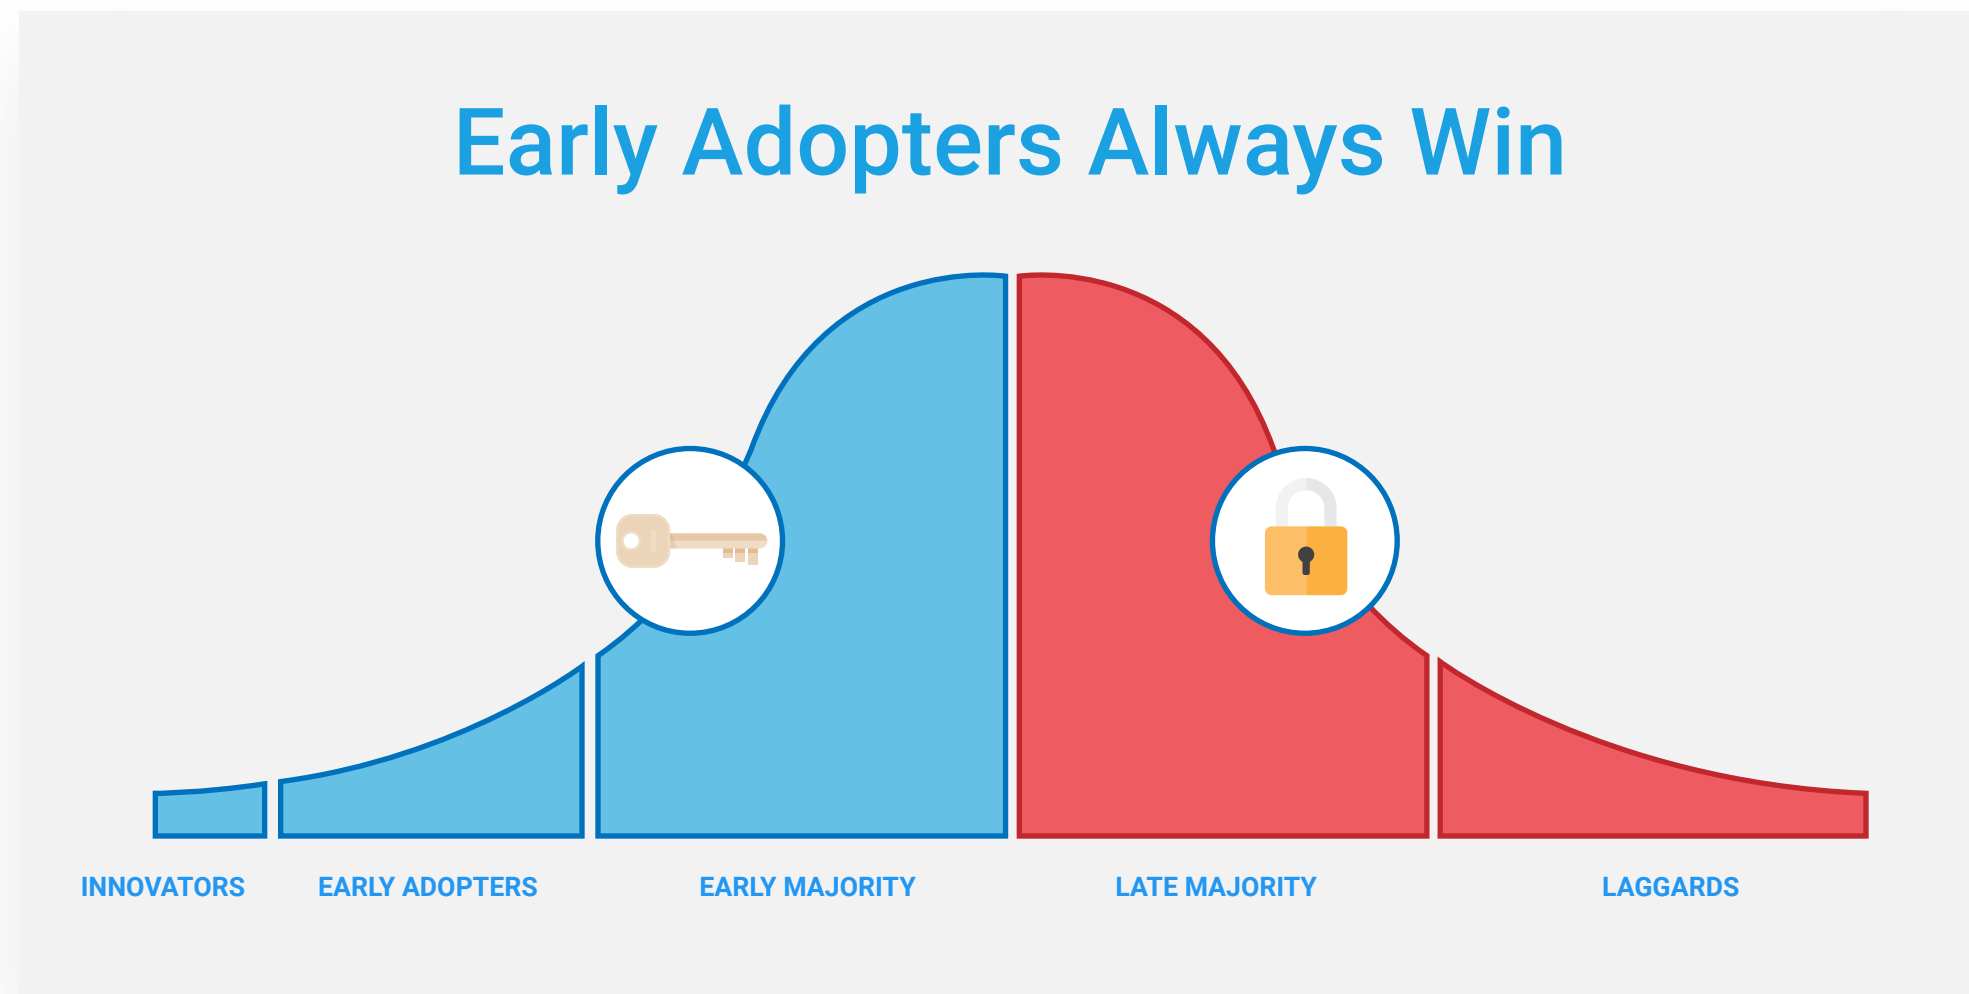 Early Adopters Always Win
INNOVATORS
EARLY ADOPTERS
EARLY MAJORITY
LATE MAJORITY
LAGGARDS